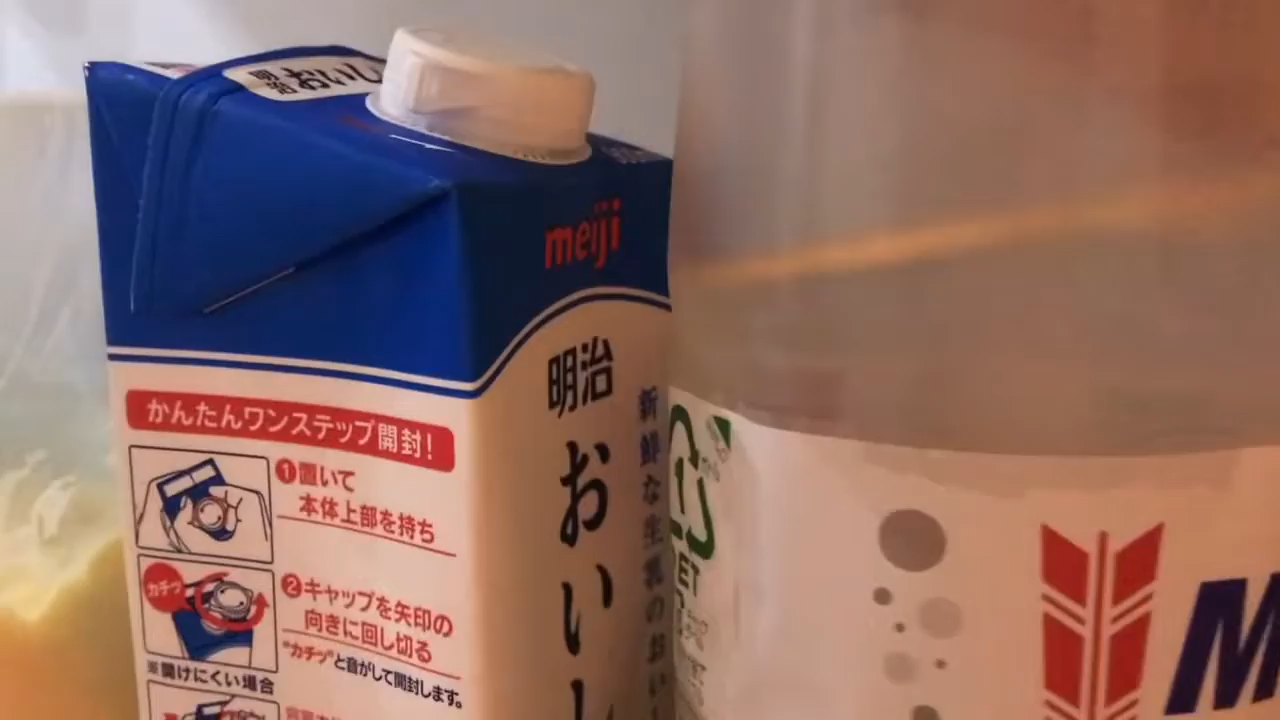 明治 おいし
meiji
明治
おいし
新鮮な生乳のおい
かんたんワンステップ開封!
1 置いて
本体上部を持ち
カチッ
2 キャップを矢印の
向きに回し切る
"カチッ"と音がして開封します。
※開けにくい場合
1
PET
M